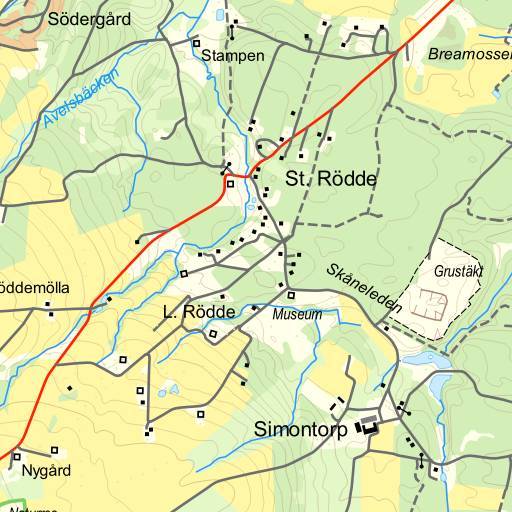 Södergård
Stampen
Breamossen
Avelsbäcken
St. Rödde
Skåneleden
Grustäkt
öddemölla
L. Rödde
Museum
Simontorp
Nygård